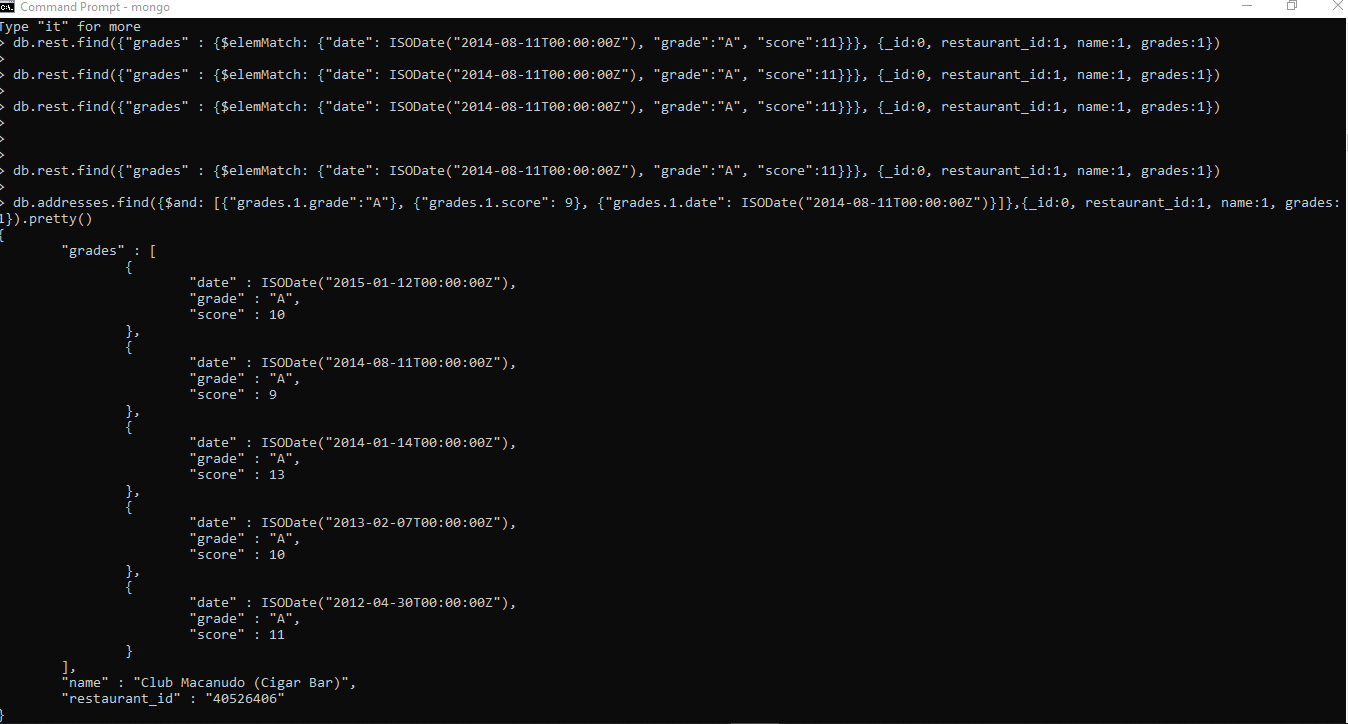 Command Prompt - mongo
Type "it" for more
> db.rest.find({"grades" : {$elemMatch: {"date": ISODate("2014-08-11T00:00:00Z"), "grade":"A", "score":11}}}, {_id:0, restaurant_id:1, name:1, grades:1})
>
> db.rest.find({"grades" : {$elemMatch: {"date": ISODate("2014-08-11T00:00:00Z"), "grade":"A", "score":11}}}, {_id:0, restaurant_id:1, name:1, grades:1})
>
> db.rest.find({"grades" : {$elemMatch: {"date": ISODate("2014-08-11T00:00:00Z"), "grade":"A", "score":11}}}, {_id:0, restaurant_id:1, name:1, grades:1})
>
>
>
> db.rest.find({"grades" : {$elemMatch: {"date": ISODate("2014-08-11T00:00:00Z"), "grade":"A", "score":11}}}, {_id:0, restaurant_id:1, name:1, grades:1})
>
> db.addresses.find({$and: [{"grades.1.grade":"A"}, {"grades.1.score": 9}, {"grades.1.date": ISODate("2014-08-11T00:00:00Z")}]},{_id:0, restaurant_id:1, name:1, grades:
1}).pretty()
{
        "grades" : [
                {
                        "date" : ISODate("2015-01-12T00:00:00Z"),
                        "grade" : "A",
                        "score" : 10
                },
                {
                        "date" : ISODate("2014-08-11T00:00:00Z"),
                        "grade" : "A",
                        "score" : 9
                },
                {
                        "date" : ISODate("2014-01-14T00:00:00Z"),
                        "grade" : "A",
                        "score" : 13
                },
                {
                        "date" : ISODate("2013-02-07T00:00:00Z"),
                        "grade" : "A",
                        "score" : 10
                },
                {
                        "date" : ISODate("2012-04-30T00:00:00Z"),
                        "grade" : "A",
                        "score" : 11
                }
        ],
        "name" : "Club Macanudo (Cigar Bar)",
        "restaurant_id" : "40526406"
}